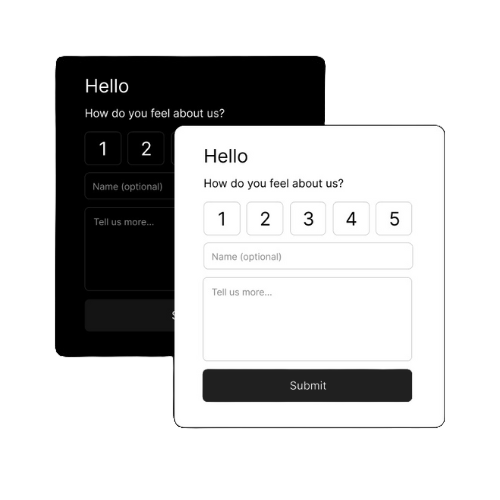 Hello
How do you feel about us?
1 2
Name (optional)
Tell us more...
Hello
How do you feel about us?
1 2 3 4 5
Name (optional)
Tell us more...
Submit